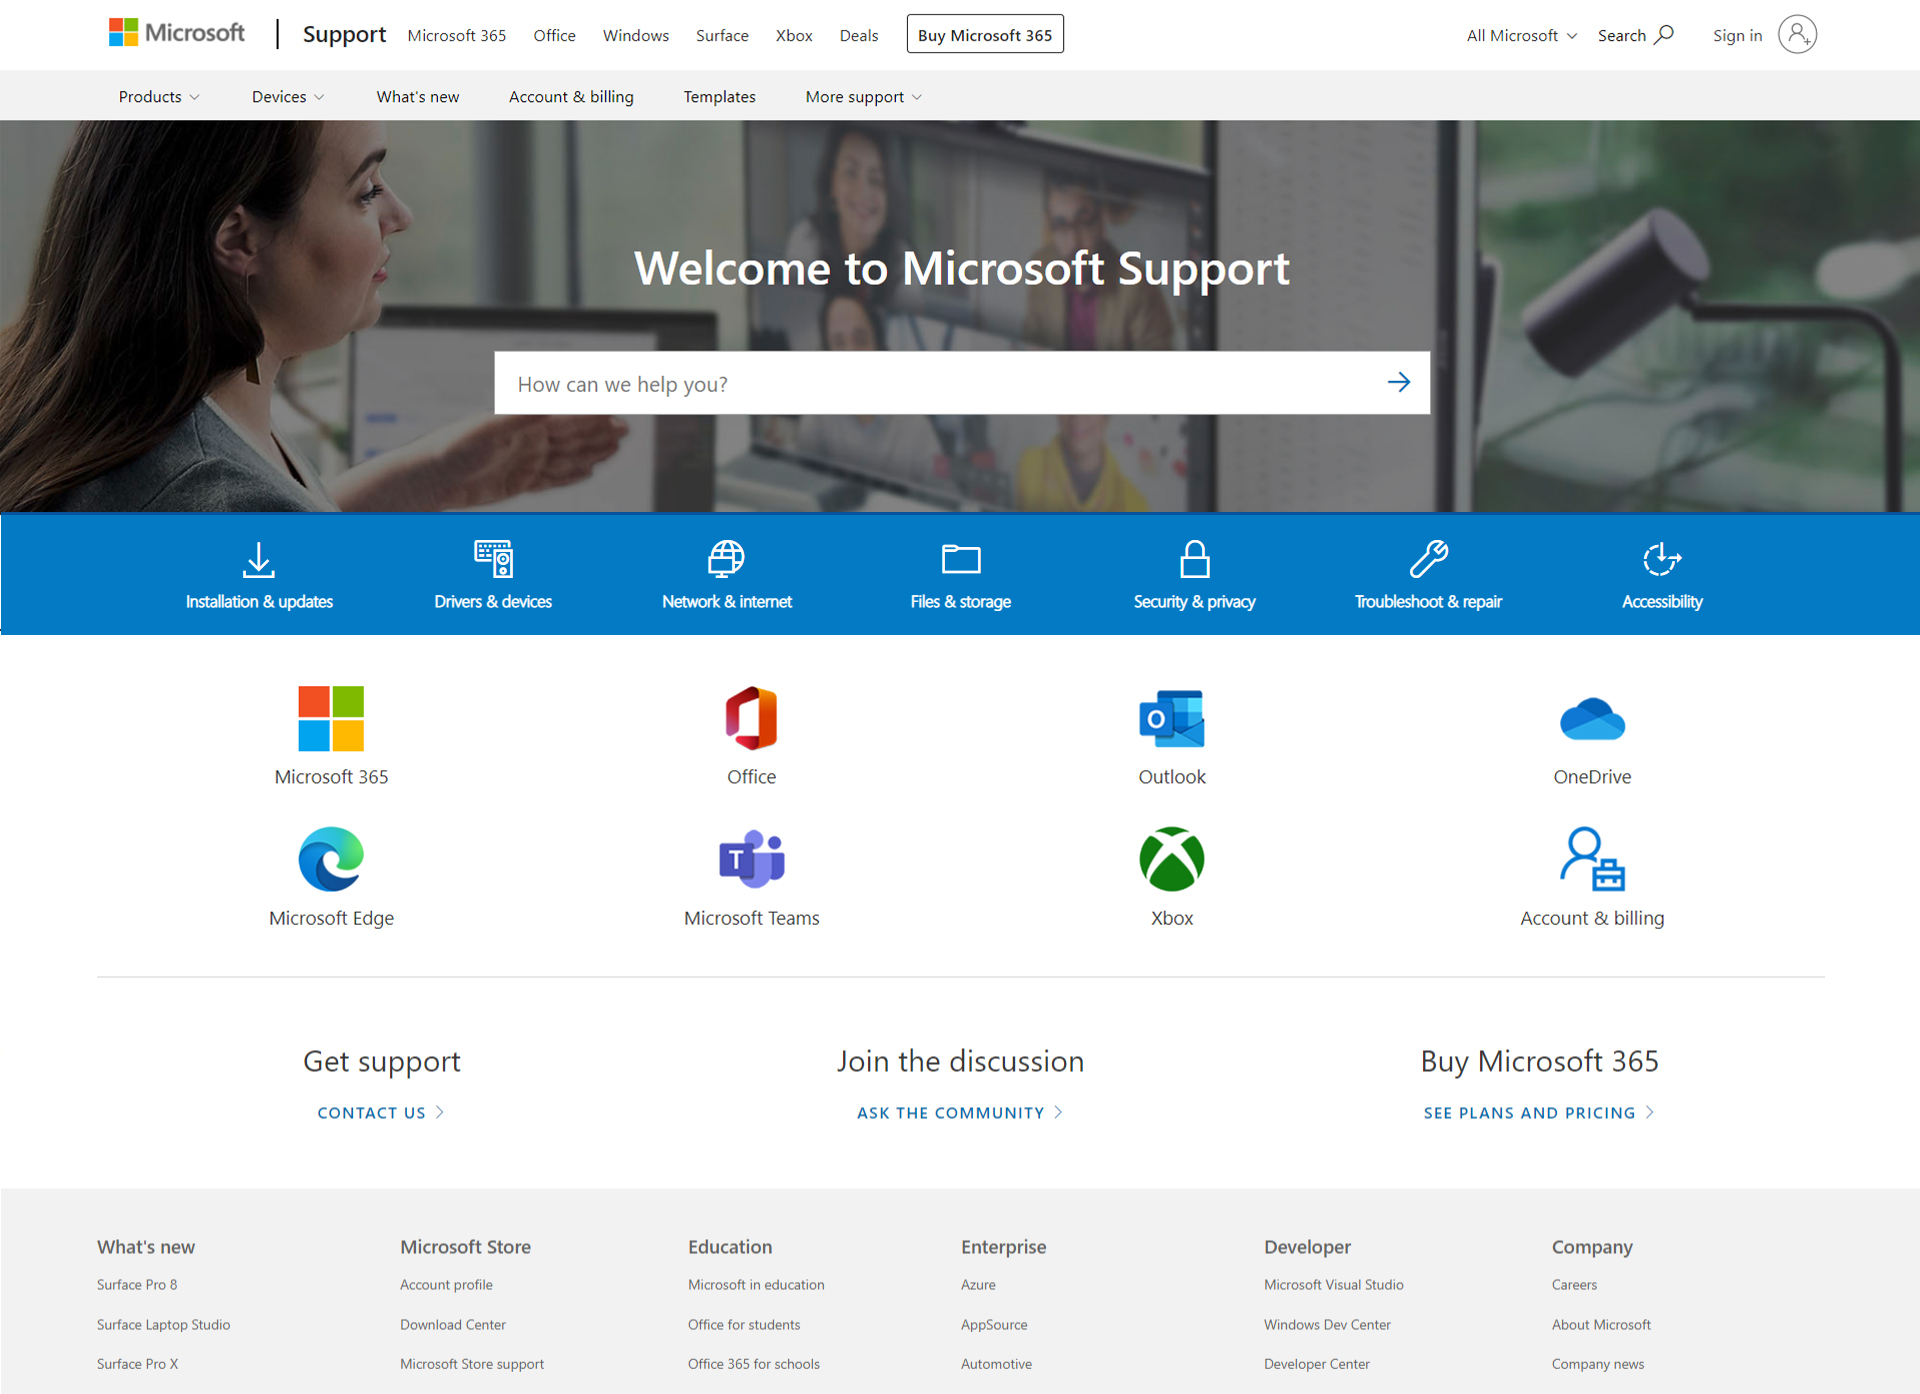 Microsoft Support Microsoft 365 Office Windows Surface Xbox Deals Buy Microsoft 365 All Microsoft Search Sign in
Products Devices What's new Account & billing Templates More support
Welcome to Microsoft Support
How can we help you?
Installation & updates Drivers & devices Network & internet Files & storage Security & privacy Troubleshoot & repair Accessibility
Microsoft 365 Office Outlook OneDrive
Microsoft Edge Microsoft Teams Xbox Account & billing
Get support Join the discussion Buy Microsoft 365
CONTACT US ASK THE COMMUNITY SEE PLANS AND PRICING
What's new Microsoft Store Education Enterprise Developer Company
Surface Pro 8 Account profile Microsoft in education Azure Microsoft Visual Studio Careers
Surface Laptop Studio Download Center Office for students AppSource Windows Dev Center About Microsoft
Surface Pro X Microsoft Store support Office 365 for schools Automotive Developer Center Company news